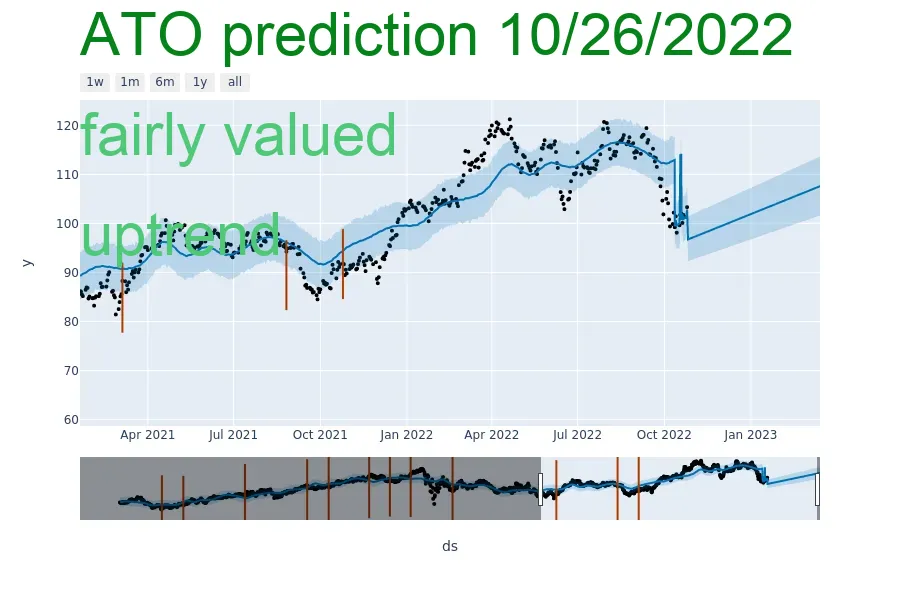 ATO prediction 10/26/2022
1w 1m 6m 1y all
fairly valued
uptrend
120
110
100
90
80
70
60
y
Apr 2021 Jul 2021 Oct 2021 Jan 2022 Apr 2022 Jul 2022 Oct 2022 Jan 2023
ds